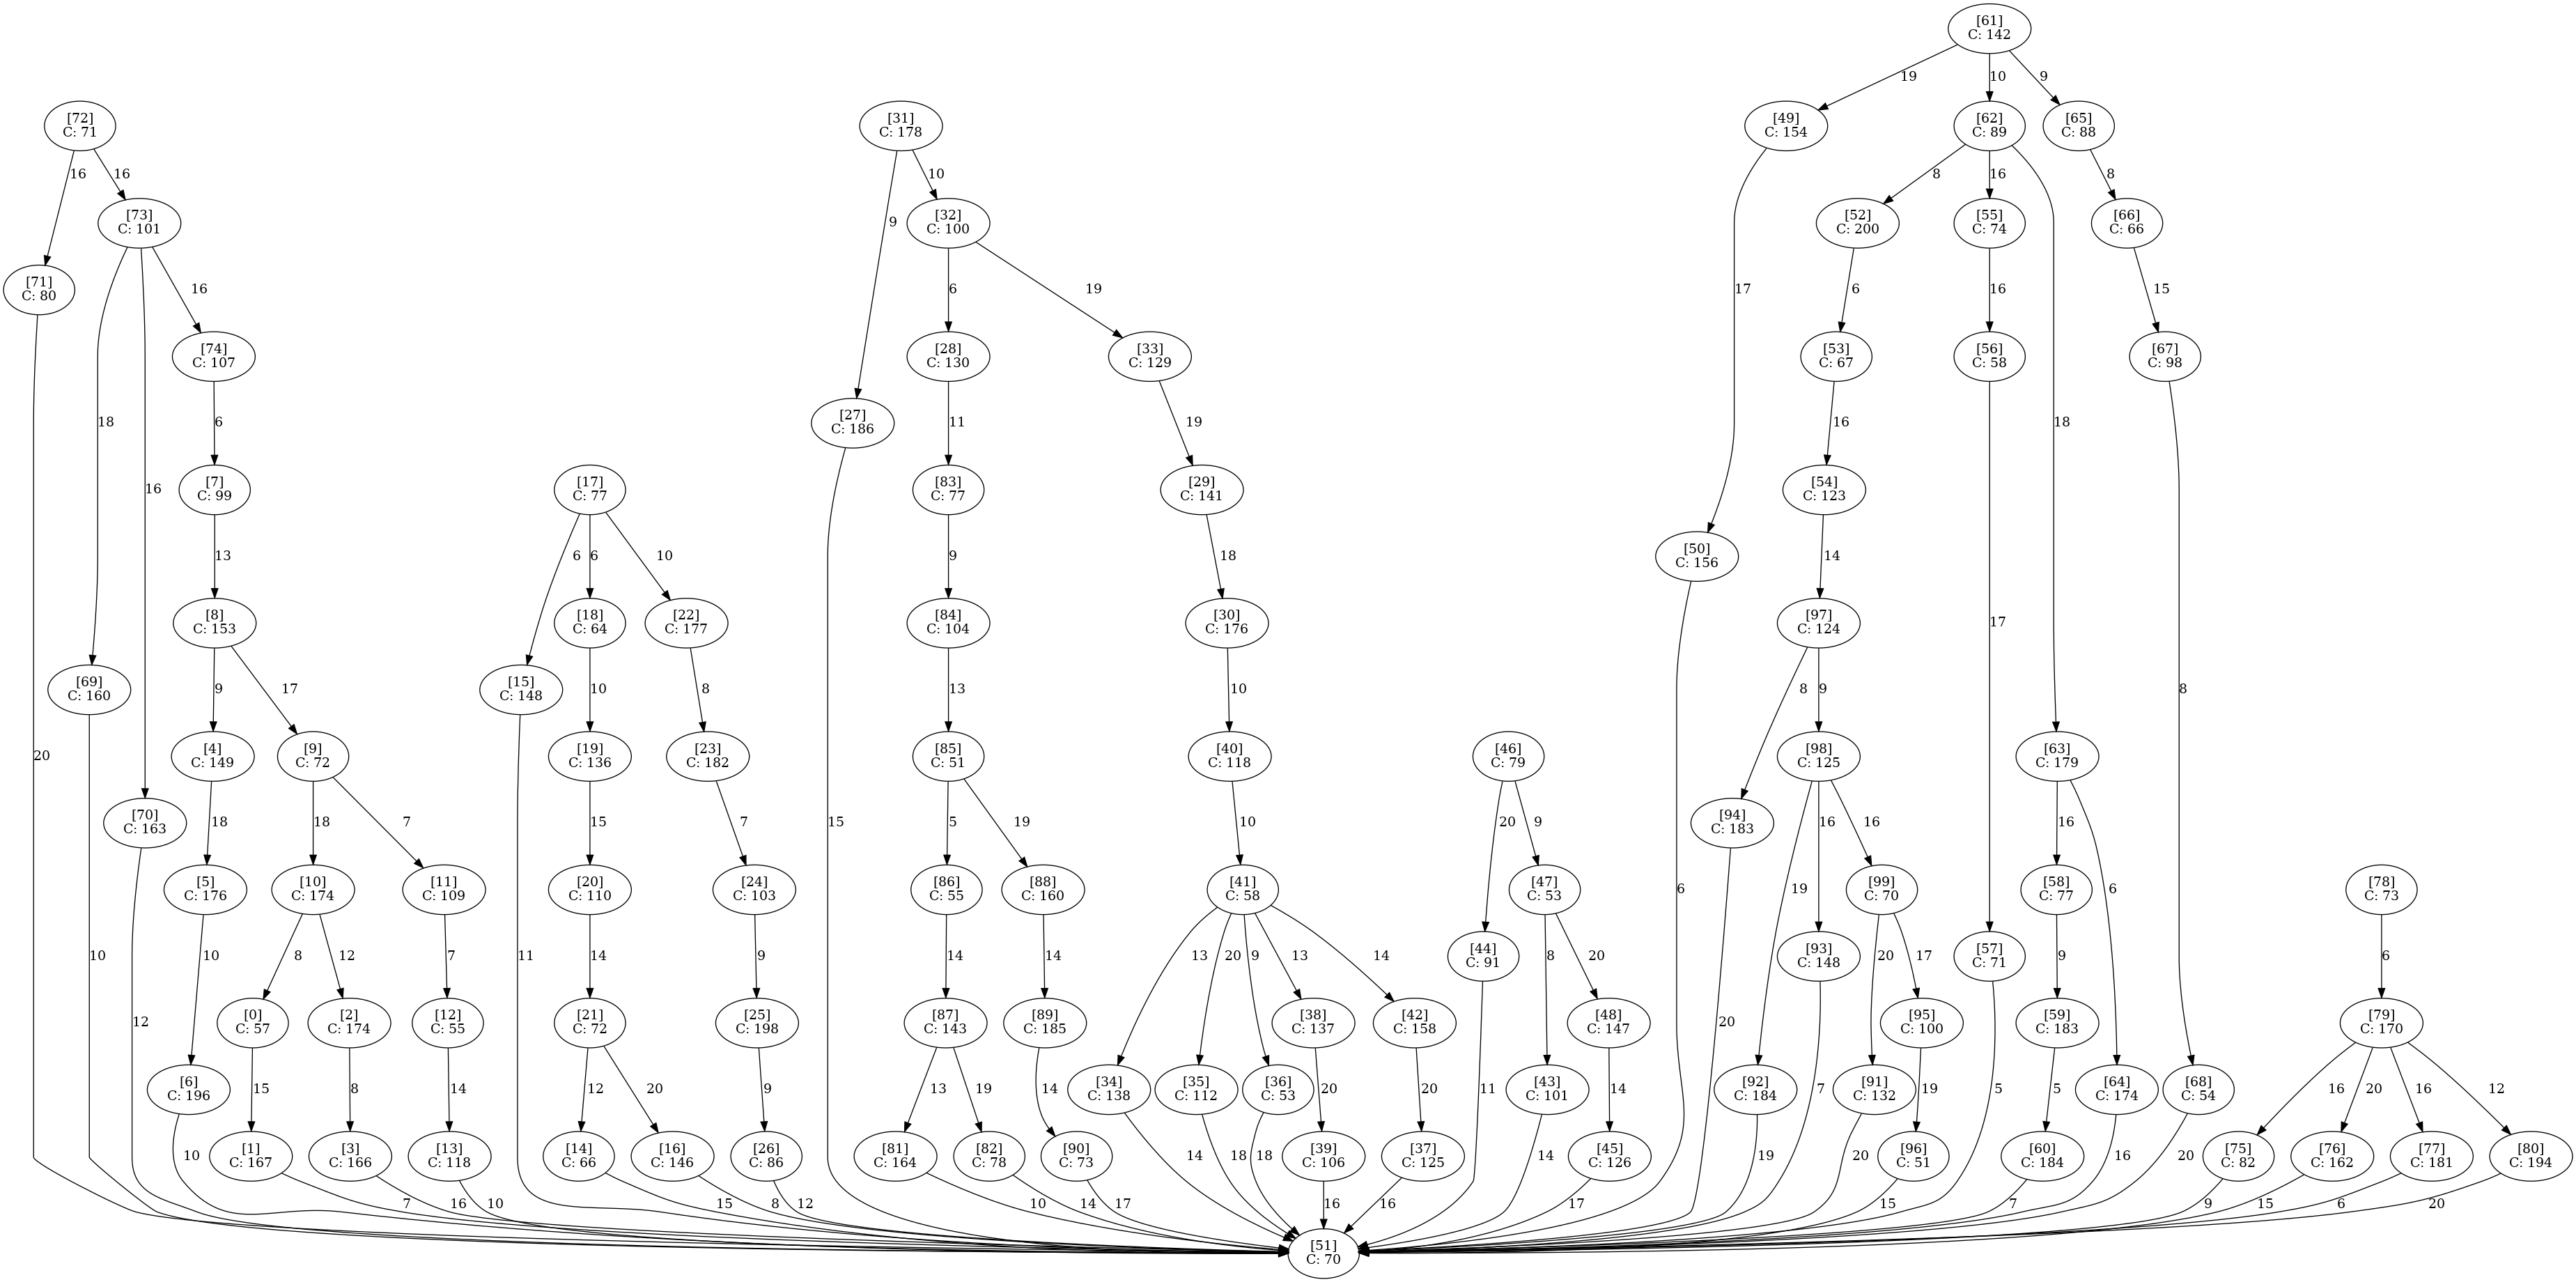 [61]
C: 142
19
10
9
[72]
C: 71
[31]
C: 178
[49]
C: 154
[62]
C: 89
[65]
C: 88
16
16
10
8
16
8
[73]
C: 101
9
[32]
C: 100
[52]
C: 200
[55]
C: 74
[66]
C: 66
[71]
C: 80
16
6
19
17
6
16
15
[74]
C: 107
[28]
C: 130
[33]
C: 129
[53]
C: 67
[56]
C: 58
[67]
C: 98
18
6
[27]
C: 186
11
19
16
18
16
[7]
C: 99
[17]
C: 77
[83]
C: 77
[29]
C: 141
[54]
C: 123
13
6
6
10
9
18
[50]
C: 156
14
[8]
C: 153
[18]
C: 64
[22]
C: 177
[84]
C: 104
[30]
C: 176
[97]
C: 124
17
[69]
C: 160
9
17
[15]
C: 148
10
8
13
10
8
9
8
20
[4]
C: 149
[9]
C: 72
[19]
C: 136
[23]
C: 182
[85]
C: 51
[40]
C: 118
[46]
C: 79
[98]
C: 125
[63]
C: 179
[70]
C: 163
18
18
7
15
7
15
5
19
10
20
9
[94]
C: 183
16
16
16
[5]
C: 176
[10]
C: 174
[11]
C: 109
[20]
C: 110
[24]
C: 103
[86]
C: 55
[88]
C: 160
[41]
C: 58
[47]
C: 53
6
19
[99]
C: 70
[58]
C: 77
6
[78]
C: 73
10
10
8
12
7
11
14
9
14
14
13
20
9
13
14
[44]
C: 91
8
20
[93]
C: 148
20
17
[57]
C: 71
9
6
12
[0]
C: 57
[2]
C: 174
[12]
C: 55
[21]
C: 72
[25]
C: 198
[87]
C: 143
[89]
C: 185
[38]
C: 137
[42]
C: 158
[48]
C: 147
20
[95]
C: 100
[59]
C: 183
[79]
C: 170
[6]
C: 196
15
8
14
12
20
9
13
19
14
[34]
C: 138
[35]
C: 112
[36]
C: 53
20
20
11
[43]
C: 101
14
[92]
C: 184
7
[91]
C: 132
19
5
5
[64]
C: 174
[68]
C: 54
16
20
16
12
10
[1]
C: 167
[3]
C: 166
[13]
C: 118
[14]
C: 66
[16]
C: 146
[26]
C: 86
[81]
C: 164
[82]
C: 78
[90]
C: 73
14
18
18
[39]
C: 106
[37]
C: 125
14
[45]
C: 126
19
20
[96]
C: 51
[60]
C: 184
16
20
[75]
C: 82
[76]
C: 162
[77]
C: 181
[80]
C: 194
7
16
10
15
8
12
10
14
17
16
16
17
15
7
9
15
6
20
[51]
C: 70